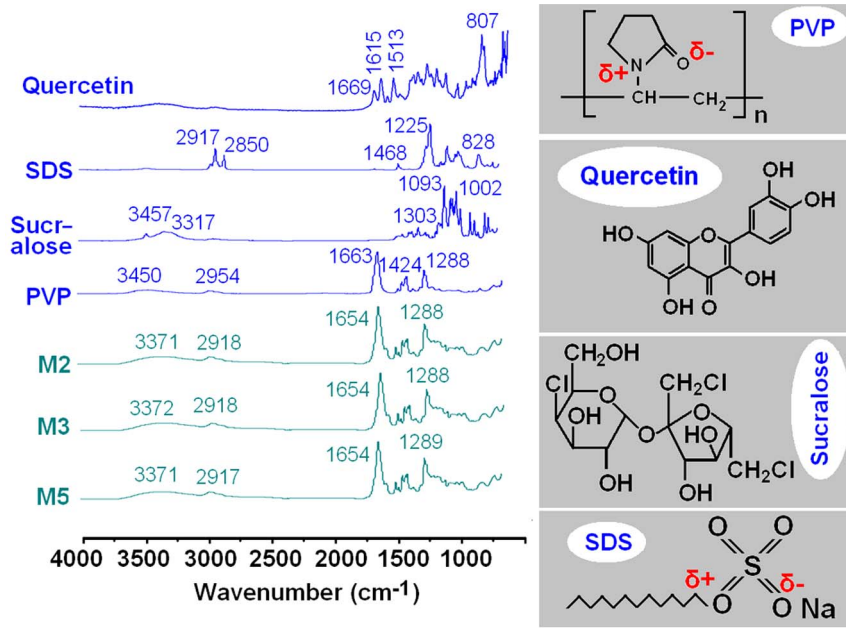 807
1615
1513
1669
Quercetin
2917
2850
1225
1468
828
SDS
1093
1002
3457
3317
1303
Sucr–
alose
3450
2954
1663
1424
1288
PVP
3371
2918
1654
1288
M2
3372
2918
1654
1288
M3
3371
2917
1654
1289
M5
4000 3000 2000 1500 1000
Wavenumber (cm-1)
PVP
δ+
δ-
N
O
CH
CH2
n
Quercetin
OH
OH
HO
O
OH
OH
O
Sucralose
CH2OH
Cl
O
OH
OH
O
CH2Cl
O
HO
OH
CH2Cl
SDS
O
O
S
δ+
δ-
O
O Na